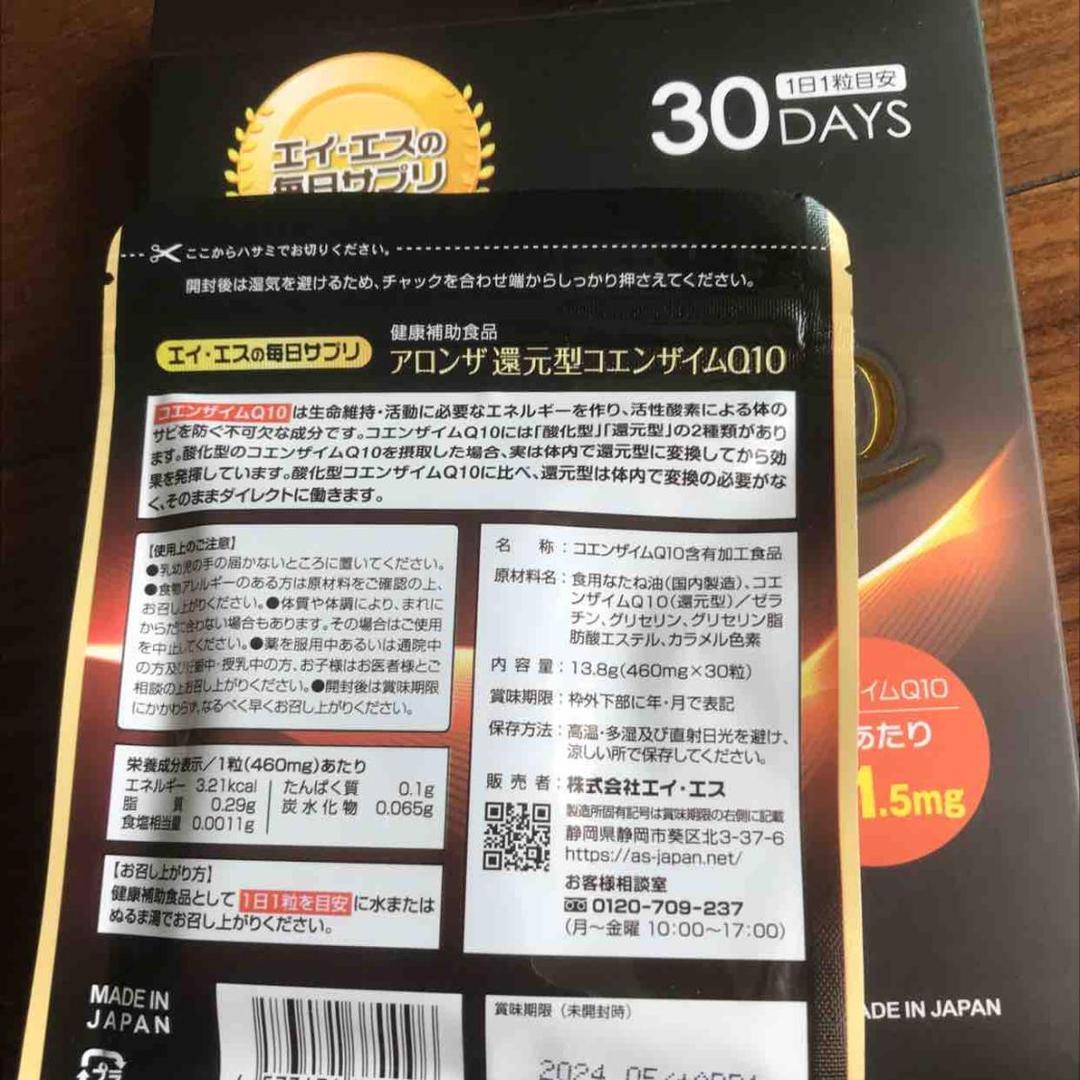 エイ・エスの
毎日サプリ
30
1日1粒目安
DAYS
ここからハサミでお切りください。
開封後は湿気を避けるため、チャックを合わせ端からしっかり押さえてください。
エイ・エスの毎日サプリ
健康補助食品
アロンザ 還元型コエンザイムQ10
コエンザイムQ10は生命維持・活動に必要なエネルギーを作り、活性酸素による体の
サビを防ぐ不可欠な成分です。コエンザイムQ10には「酸化型」「還元型」の2種類があり
ます。酸化型のコエンザイムQ10を摂取した場合、実は体内で還元型に変換してから効
果を発揮しています。酸化型コエンザイムQ10に比べ、還元型は体内で変換の必要がな
く、そのままダイレクトに働きます。
【使用上のご注意】
●乳幼児の手の届かないところに置いてください。
●食物アレルギーのある方は原材料をご確認の上、
お召し上がりください。●体質や体調により、まれに
からだに合わない場合もあります。その場合はご使用
を中止してください。●薬を服用中あるいは通院中
の方及び妊娠中・授乳中の方、お子様はお医者様とご
相談の上お召し上がりください。●開封後は賞味期限
にかかわらず、なるべく早くお召し上がりください。
栄養成分表示/1粒(460mg)あたり
エネルギー 3.21kcal たんぱく質 0.1g
脂 質 0.29g 炭水化物 0.065g
食塩相当量 0.0011g
【お召し上がり方】
健康補助食品として1日1粒を目安に水または
ぬるま湯でお召し上がりください。
名 称:コエンザイムQ10含有加工食品
原材料名:食用なたね油(国内製造)、コエ
ンザイムQ10(還元型)/ゼラ
チン、グリセリン、グリセリン脂
肪酸エステル、カラメル色素
内容量:13.8g(460mg×30粒)
賞味期限:枠外下部に年・月で表記
保存方法:高温・多湿及び直射日光を避け、
涼しい所で保存してください。
販売者:株式会社エイ・エス
製造所固有記号は賞味期限の右側に記載
静岡県静岡市葵区北3-37-6
https://as-japan.net/
お客様相談室
0120-709-237
(月〜金曜 10:00〜17:00)
イムQ10
あたり
1.5mg
MADE IN
JAPAN
プラ
賞味期限(未開封時)
2024.05
ADE IN JAPAN